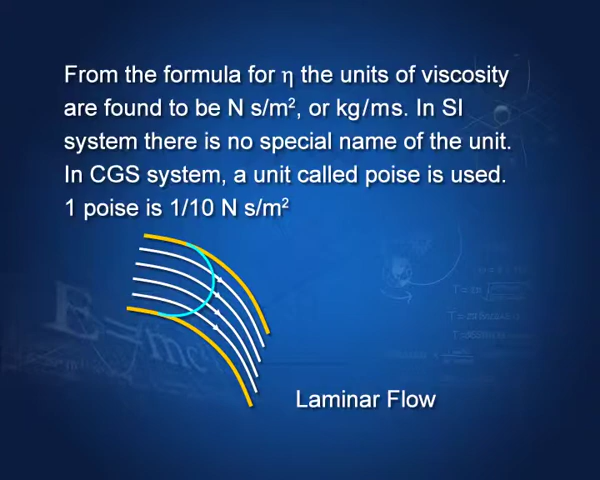 From the formula for η the units of viscosity
are found to be N s/m², or kg/ms. In SI
system there is no special name of the unit.
In CGS system, a unit called poise is used.
1 poise is 1/10 N s/m²
E=mc
Laminar Flow